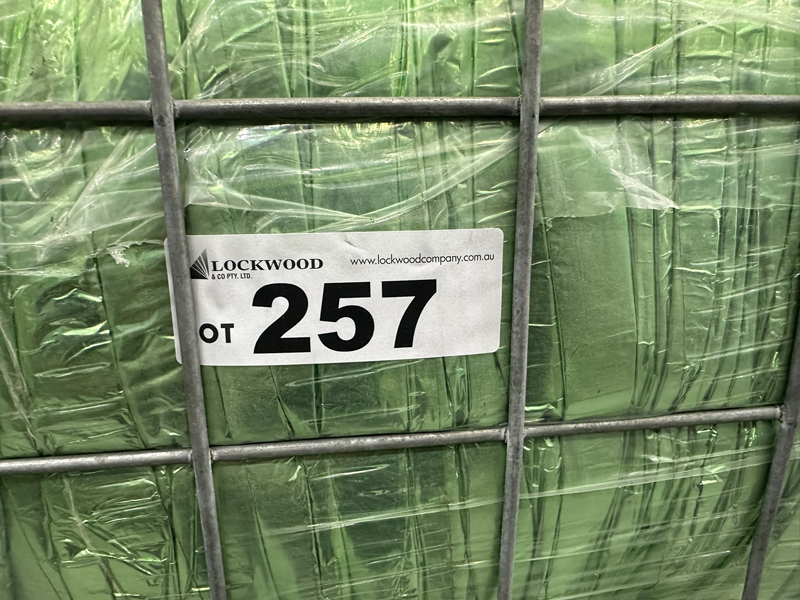 LOCKWOOD
& CO PTY. LTD.
www.lockwoodcompany.com.au
OT 257